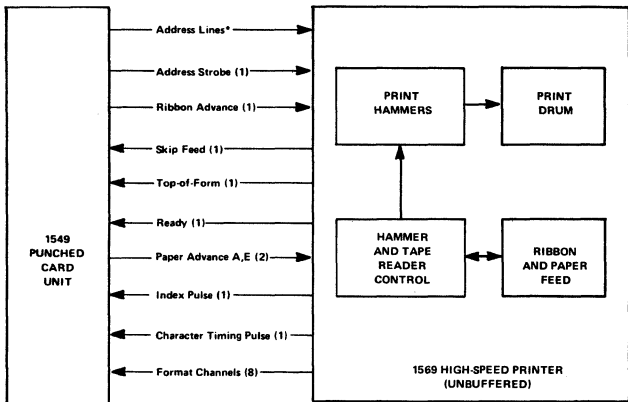 Address Lines*
Address Strobe (1)
Ribbon Advance (1)
Skip Feed (1)
Top-of-Form (1)
Ready (1)
Paper Advance A,E (2)
Index Pulse (1)
Character Timing Pulse (1)
Format Channels (8)
1549
PUNCHED
CARD
UNIT
PRINT
HAMMERS
PRINT
DRUM
HAMMER
AND TAPE
READER
CONTROL
RIBBON
AND PAPER
FEED
1569 HIGH-SPEED PRINTER
(UNBUFFERED)